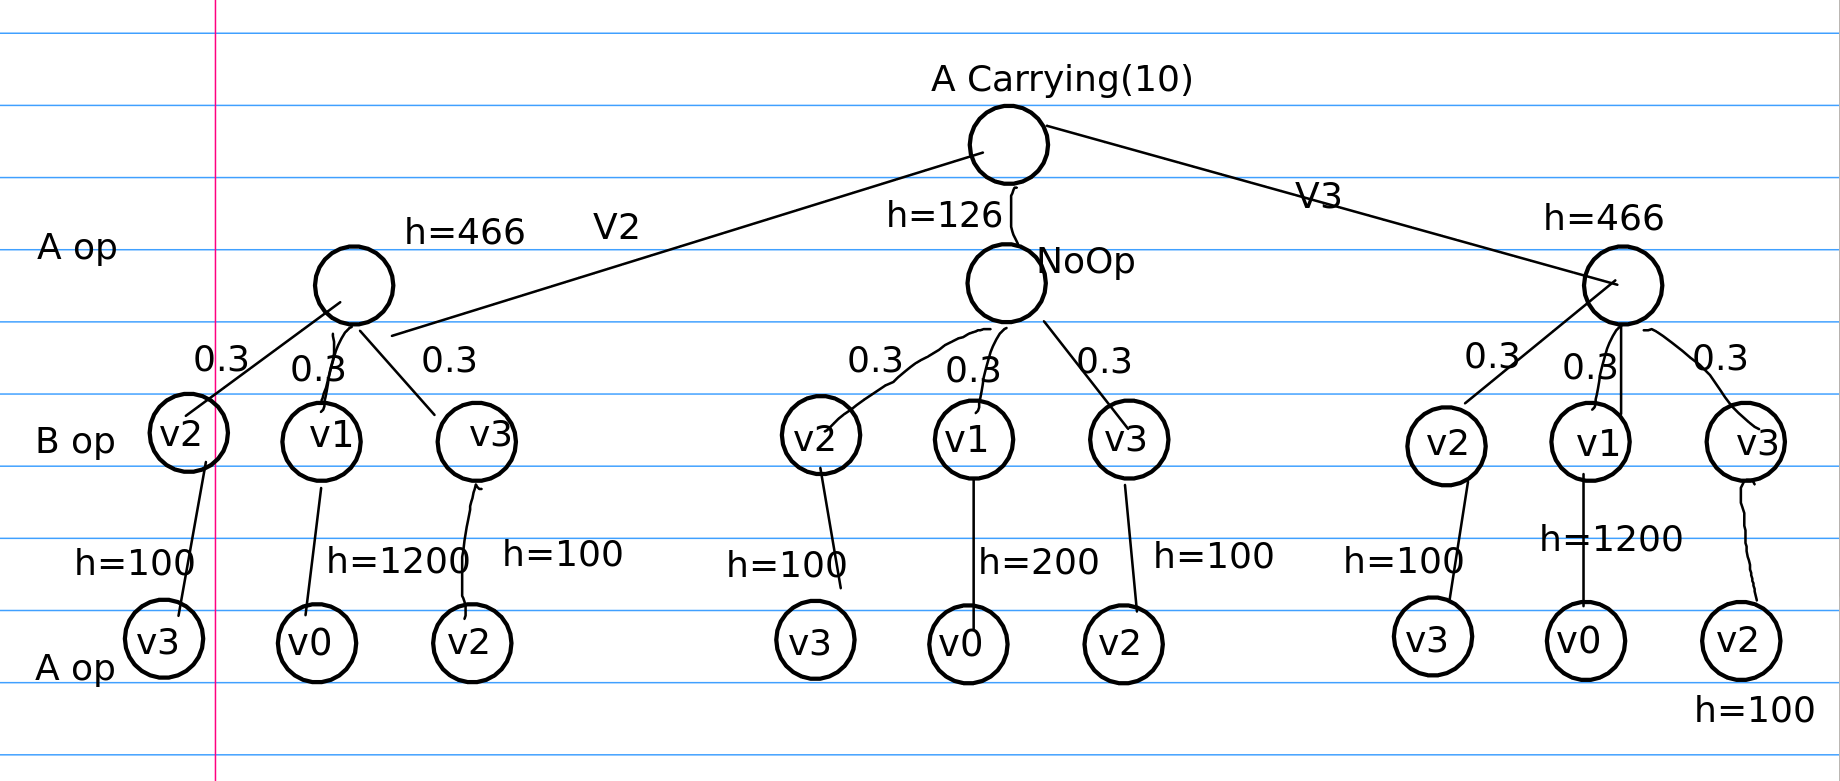 A Carrying(10)
V3
h=466 V2 h=126 h=466
A op NoOp
0.3 0.3 0.3 0.3 0.3 0.3 0.3 0.3 0.3
B op v2 v1 v3 v2 v1 v3 v2 v1 v3
h=100 h=1200 h=100 h=100 h=200 h=100 h=100 h=1200
A op v3 v0 v2 v3 v0 v2 v3 v0 v2
h=100